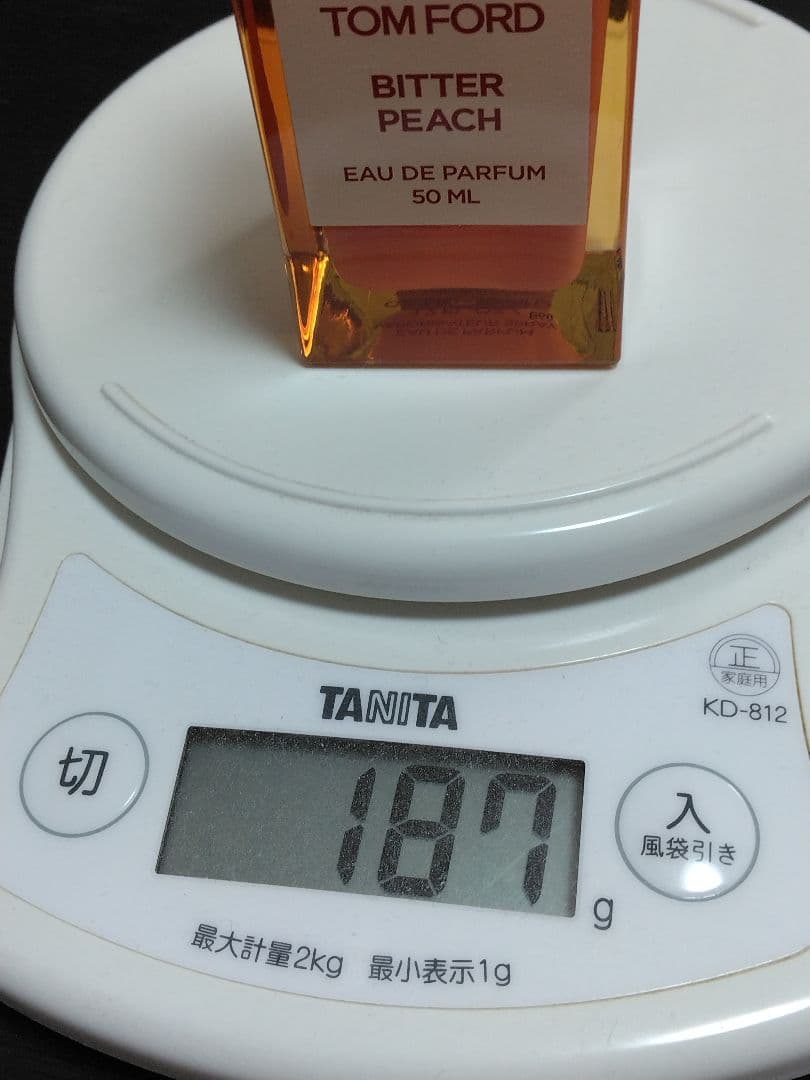 TOM FORD
BITTER
PEACH
EAU DE PARFUM
50 ML
正
家庭用
KD-812
TANITA
切
187
g
入
風袋引き
最大計量2kg 最小表示1g